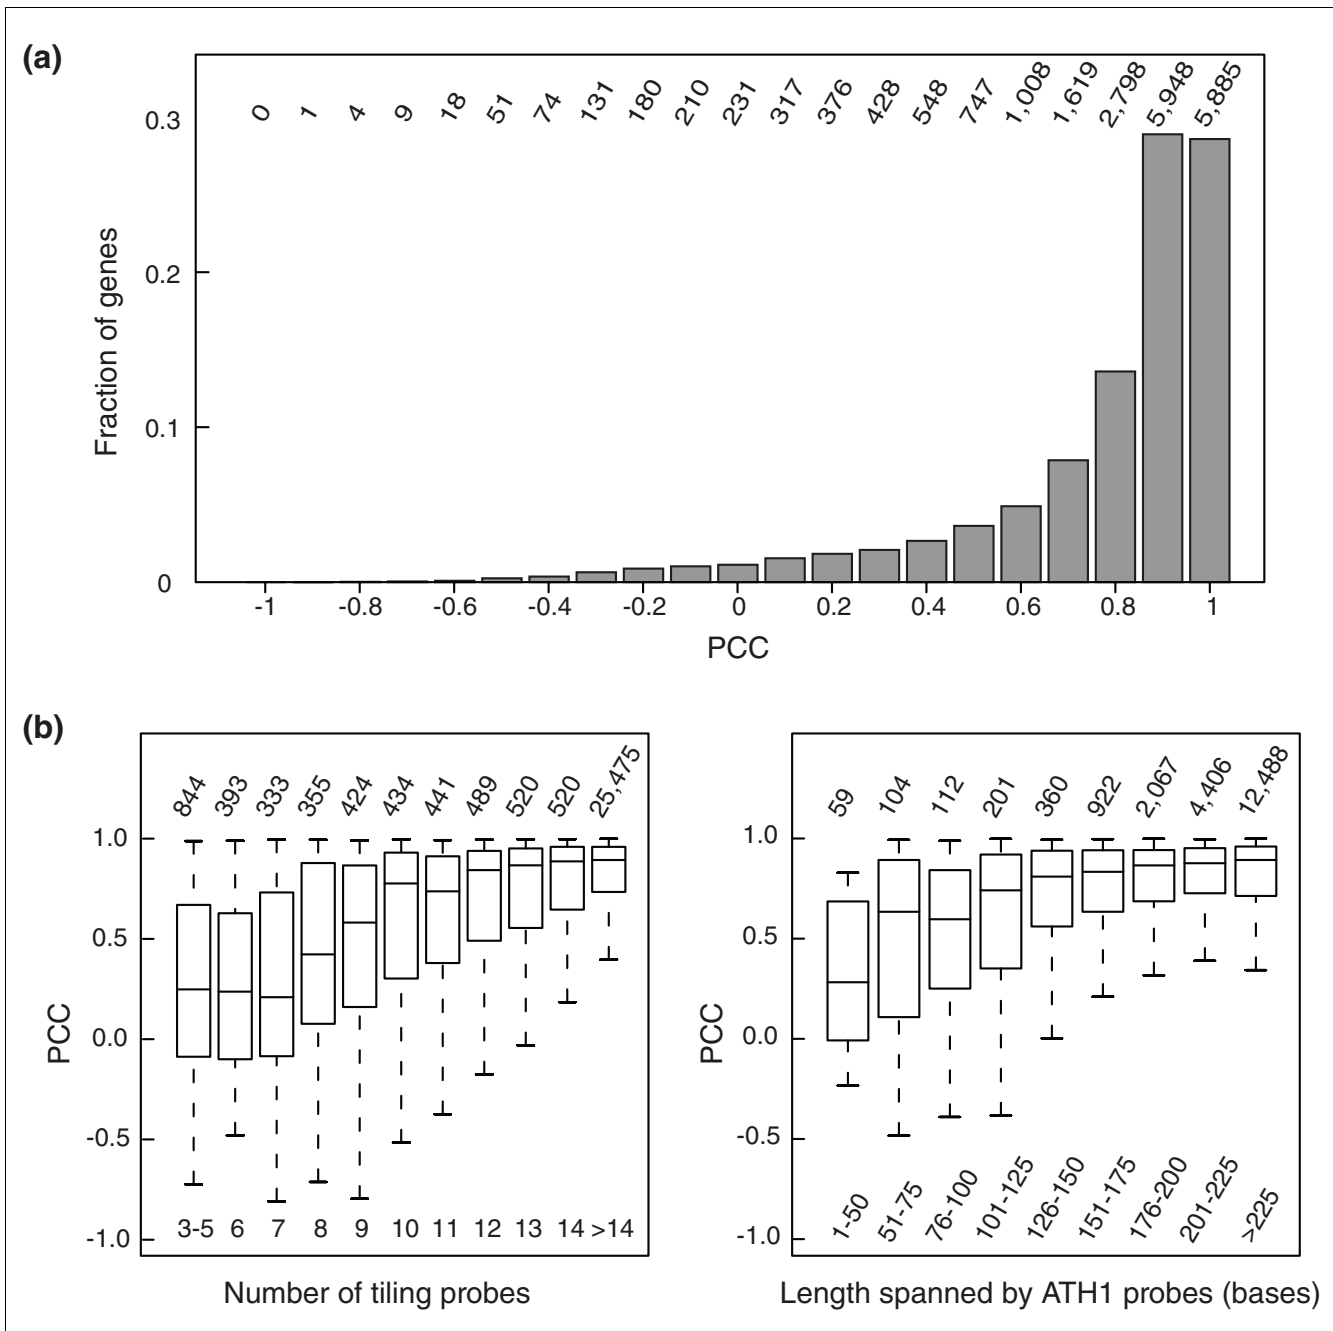 (a)
0 1 4 9 18 51 74 131 180 210 231 317 376 428 548 747 1,008 1,619 2,798 5,948 5,885
0.3
0.2
0.1
0
Fraction of genes
-1 -0.8 -0.6 -0.4 -0.2 0 0.2 0.4 0.6 0.8 1
PCC
(b)
844 393 333 355 424 434 441 489 520 520 25,475
1.0
0.5
0.0
-0.5
-1.0
PCC
3-5 6 7 8 9 10 11 12 13 14 >14
Number of tiling probes
59 104 112 201 360 922 2,067 4,406 12,488
1.0
0.5
0.0
-0.5
-1.0
PCC
1-50 51-75 76-100 101-125 126-150 151-175 176-200 201-225 >225
Length spanned by ATH1 probes (bases)